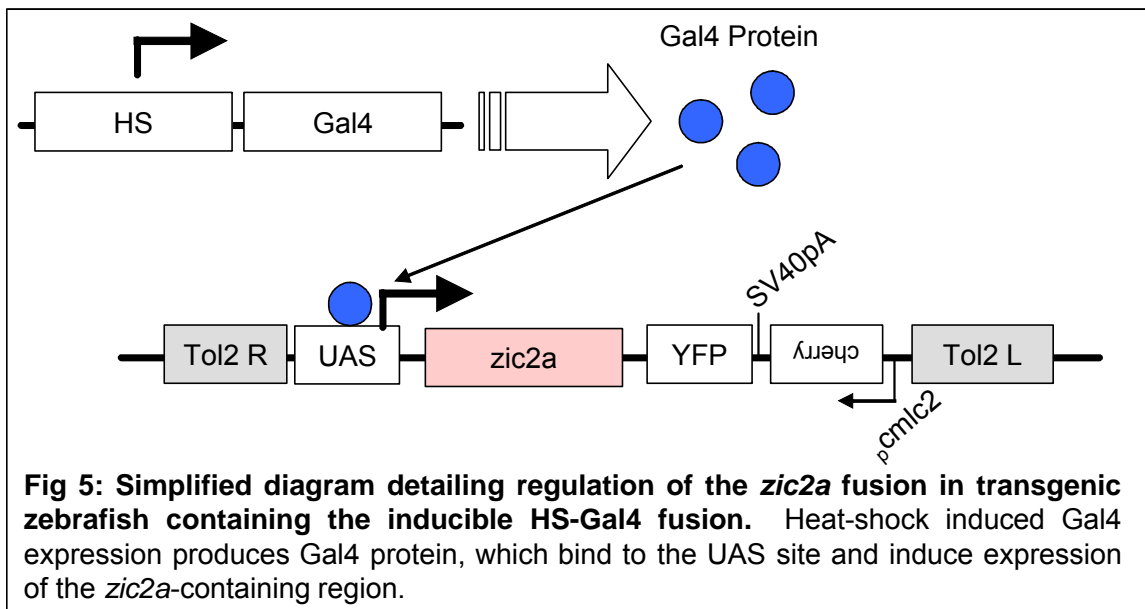 Gal4 Protein
HS
Gal4
SV40pA
Tol2 R
UAS
zic2a
YFP
cherry
Tol2 L
pcmlc2
Fig 5: Simplified diagram detailing regulation of the zic2a fusion in transgenic
zebrafish containing the inducible HS-Gal4 fusion. Heat-shock induced Gal4
expression produces Gal4 protein, which bind to the UAS site and induce expression
of the zic2a-containing region.